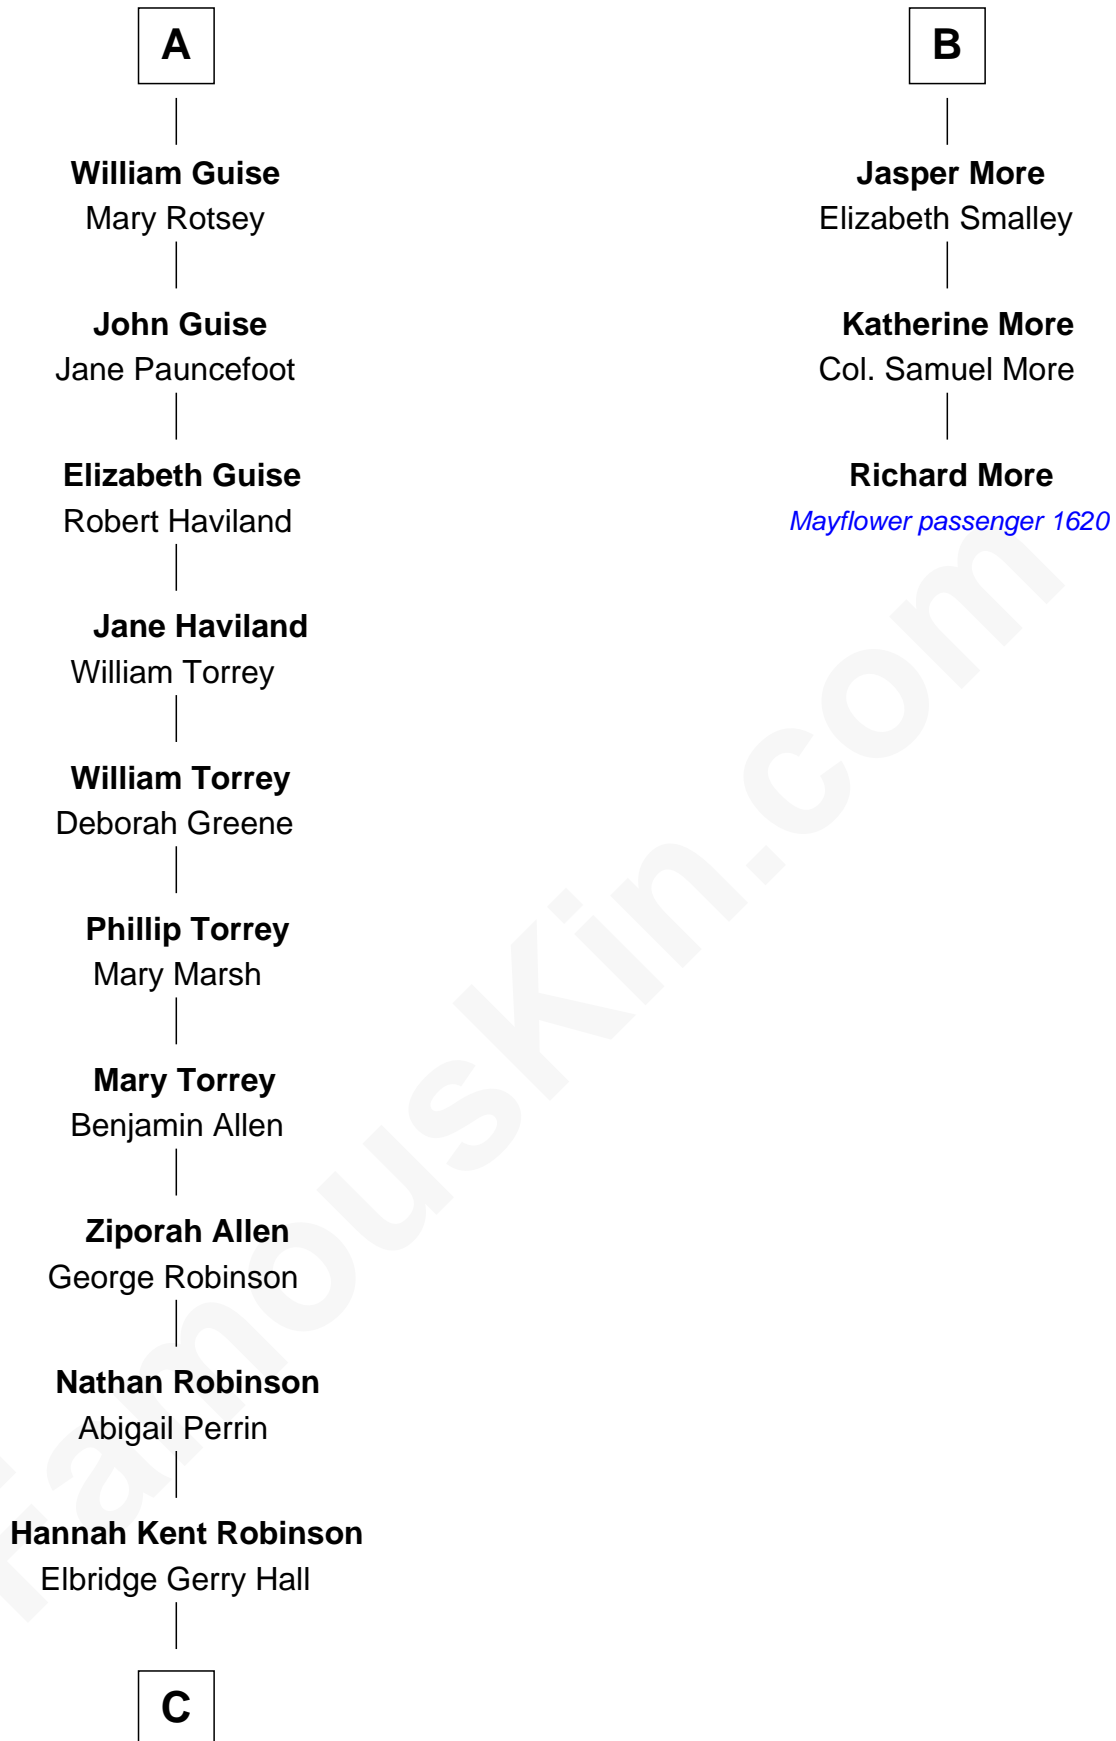 A
William Guise
Mary Rotsey
John Guise
Jane Pauncefoot
Elizabeth Guise
Robert Haviland
Jane Haviland
William Torrey
William Torrey
Deborah Greene
Phillip Torrey
Mary Marsh
Mary Torrey
Benjamin Allen
Ziporah Allen
George Robinson
Nathan Robinson
Abigail Perrin
Hannah Kent Robinson
Elbridge Gerry Hall
C
B
Jasper More
Elizabeth Smalley
Katherine More
Col. Samuel More
Richard More
Mayflower passenger 1620
FamousKin.com